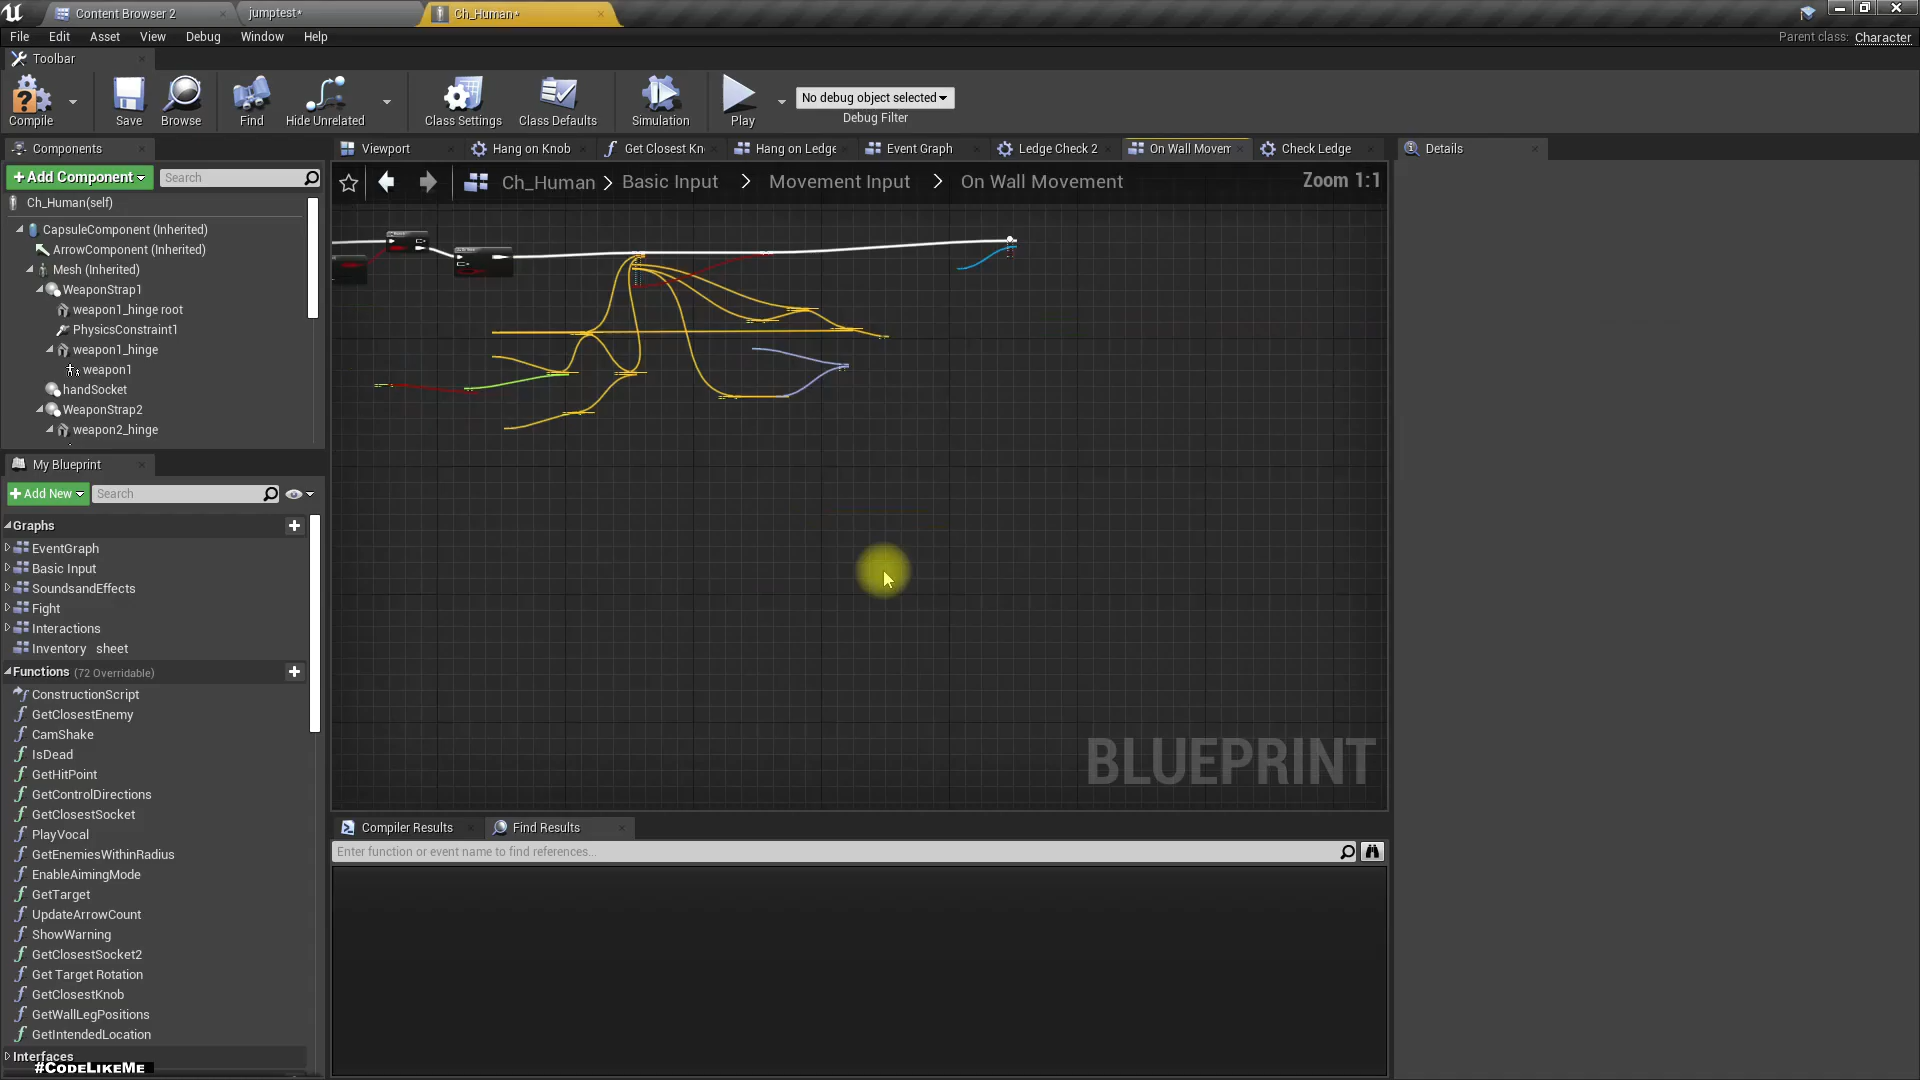 Content Browser 2
jumptest*
Ch_Human*
File Edit Asset View Debug Window Help
Parent class: Character
Toolbar
Compile
Save
Browse
Find
Hide Unrelated
Class Settings
Class Defaults
Simulation
Play
No debug object selected
Debug Filter
Components
Viewport
Hang on Knob
Get Closest Kn
Hang on Ledge
Event Graph
Ledge Check 2
On Wall Movem
Check Ledge
Details
+Add Component
Search
Ch_Human > Basic Input > Movement Input > On Wall Movement
Zoom 1:1
Ch_Human(self)
CapsuleComponent (Inherited)
ArrowComponent (Inherited)
Mesh (Inherited)
WeaponStrap1
weapon1_hinge root
PhysicsConstraint1
weapon1_hinge
weapon1
handSocket
WeaponStrap2
weapon2_hinge
My Blueprint
+Add New
Search
Graphs
EventGraph
Basic Input
SoundsandEffects
Fight
Interactions
Inventory sheet
Functions (72 Overridable)
ConstructionScript
GetClosestEnemy
CamShake
IsDead
GetHitPoint
GetControlDirections
GetClosestSocket
PlayVocal
GetEnemiesWithinRadius
EnableAimingMode
GetTarget
UpdateArrowCount
ShowWarning
GetClosestSocket2
Get Target Rotation
GetClosestKnob
GetWallLegPositions
GetIntendedLocation
Interfaces
#CodeLikeMe
BLUEPRINT
Compiler Results
Find Results
Enter function or event name to find references...